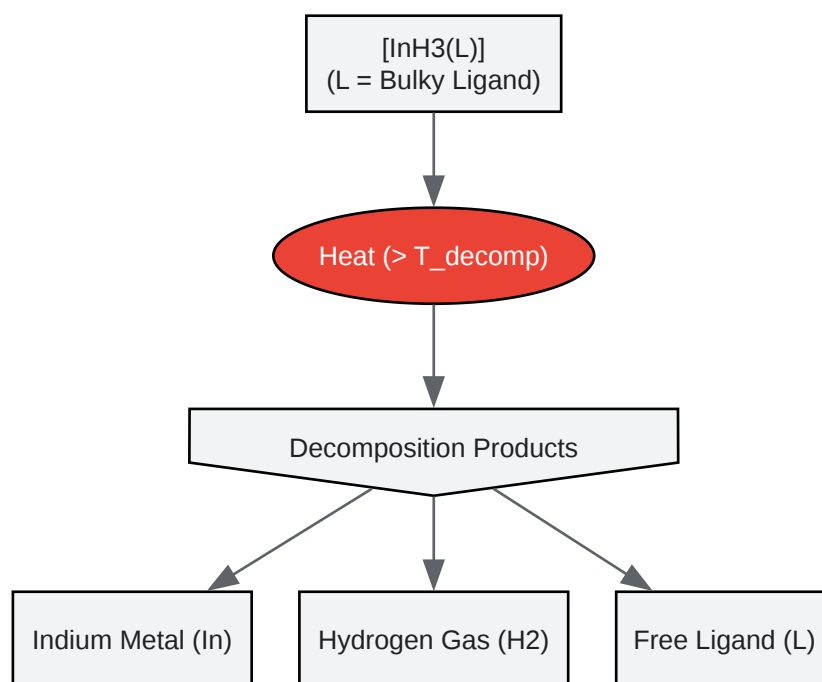 [InH3(L)]
(L = Bulky Ligand)
Heat (> T_decomp)
Decomposition Products
Indium Metal (In)
Hydrogen Gas (H2)
Free Ligand (L)